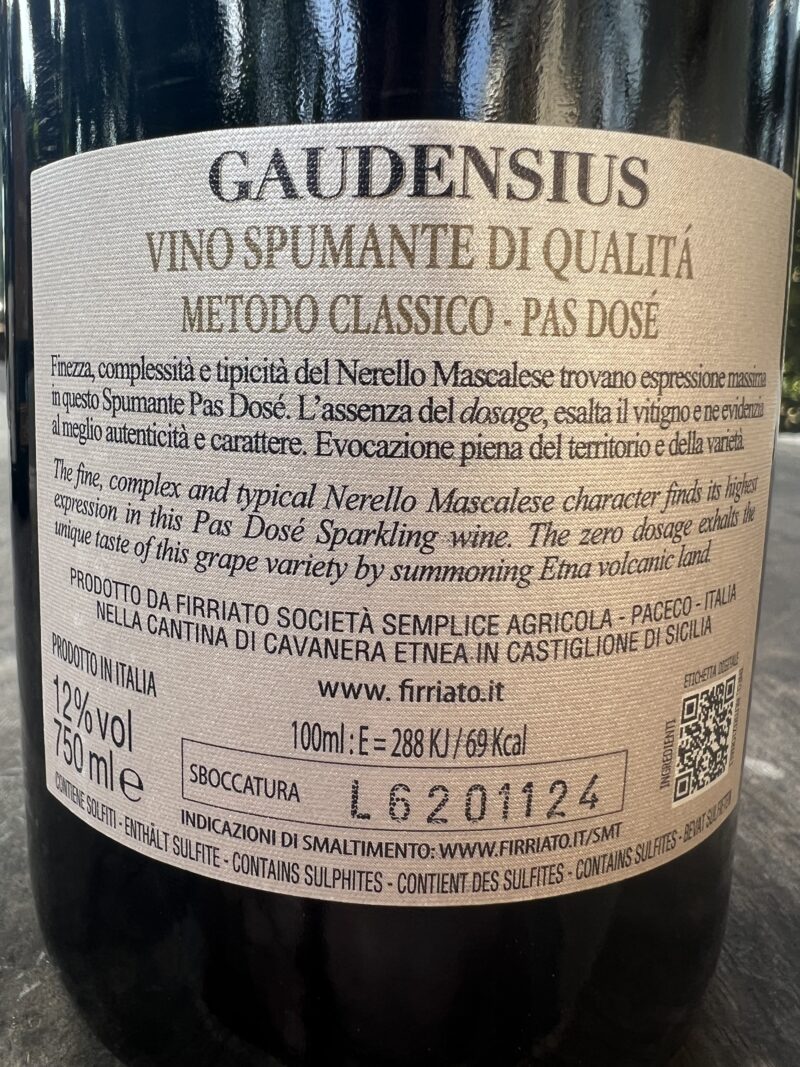 GAUDENSIUS
VINO SPUMANTE DI QUALITÁ
METODO CLASSICO - PAS DOSÉ
Finezza, complessità e tipicità del Nerello Mascalese trovano espressione massima
in questo Spumante Pas Dosé. L'assenza del dosage, esalta il vitigno e ne evidenzia
al meglio autenticità e carattere. Evocazione piena del territorio e della varietà.
The fine, complex and typical Nerello Mascalese character finds its highest
expression in this Pas Dosé Sparkling wine. The zero dosage exhalts the
unique taste of this grape variety by summoning Etna volcanic land.
PRODOTTO DA FIRRIATO SOCIETÀ SEMPLICE AGRICOLA - PACECO - ITALIA
NELLA CANTINA DI CAVANERA ETNEA IN CASTIGLIONE DI SICILIA
PRODOTTO IN ITALIA
www. firriato.it
ETICHETTA DIGITALE
12% vol
750 ml e
100ml : E = 288 KJ / 69 Kcal
INGREDIENTI
SBOCCATURA L6201124
INDICAZIONI DI SMALTIMENTO: WWW.FIRRIATO.IT/SMT
CONTIENE SOLFITI - ENTHÄLT SULFITE - CONTAINS SULPHITES - CONTIENT DES SULFITES - CONTAINS SULFITES - BEVAT SULFIETEN